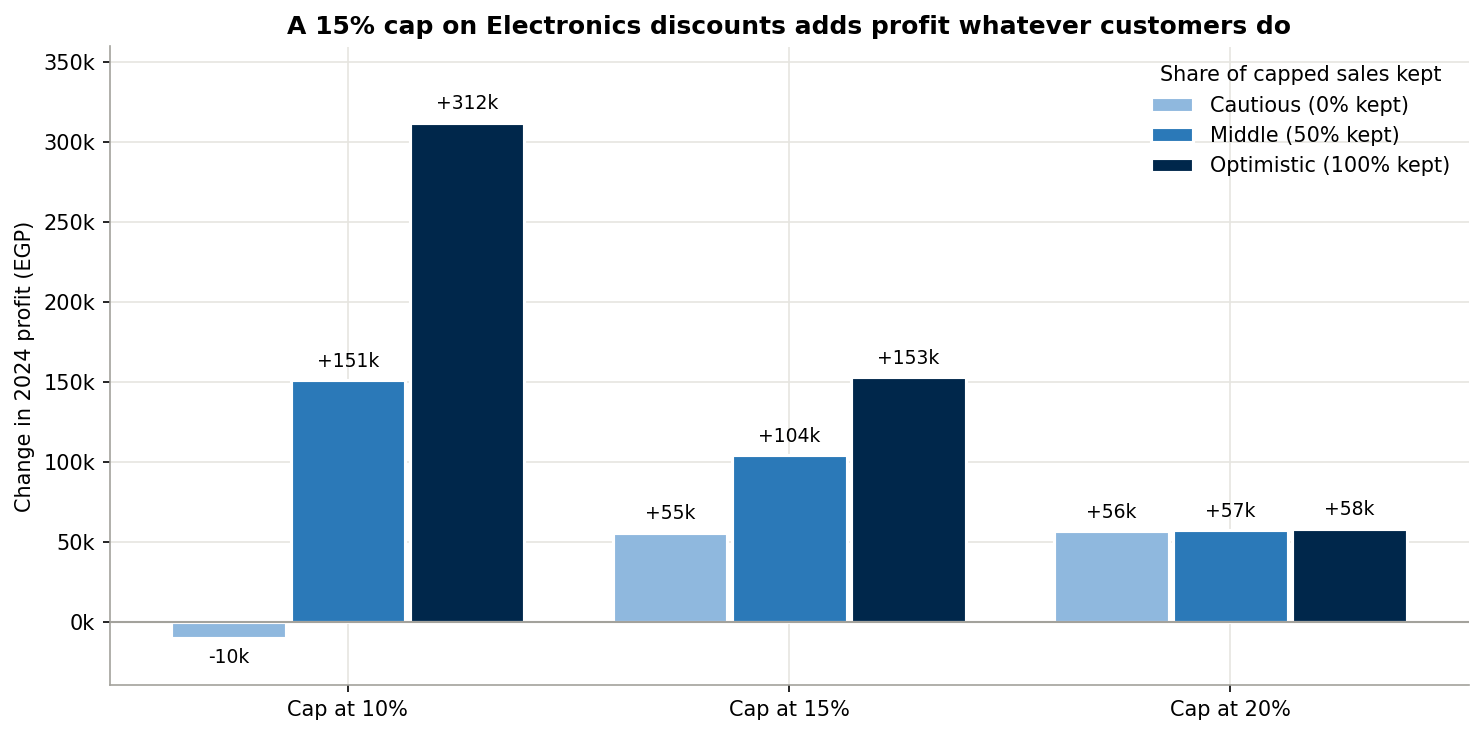 A 15% cap on Electronics discounts adds profit whatever customers do
Change in 2024 profit (EGP)
350k
300k
250k
200k
150k
100k
50k
0k
Share of capped sales kept
Cautious (0% kept)
Middle (50% kept)
Optimistic (100% kept)
-10k
+151k
+312k
+55k
+104k
+153k
+56k
+57k
+58k
Cap at 10%
Cap at 15%
Cap at 20%